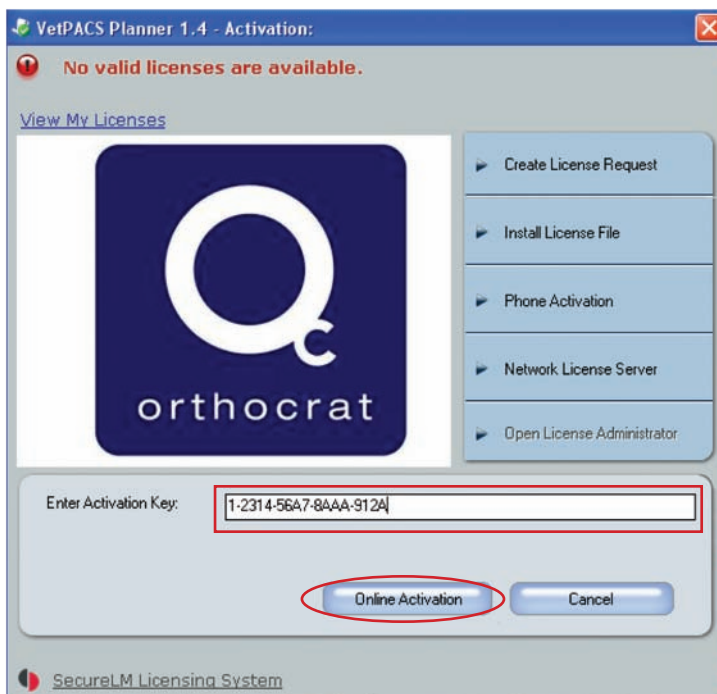 VetPACS Planner 1.4 - Activation:
No valid licenses are available.
View My Licenses
orthocrat
Create License Request
Install License File
Phone Activation
Network License Server
Open License Administrator
Enter Activation Key:
1-2314-56A7-8AAA-912A
Online Activation
Cancel
SecureLM Licensing System